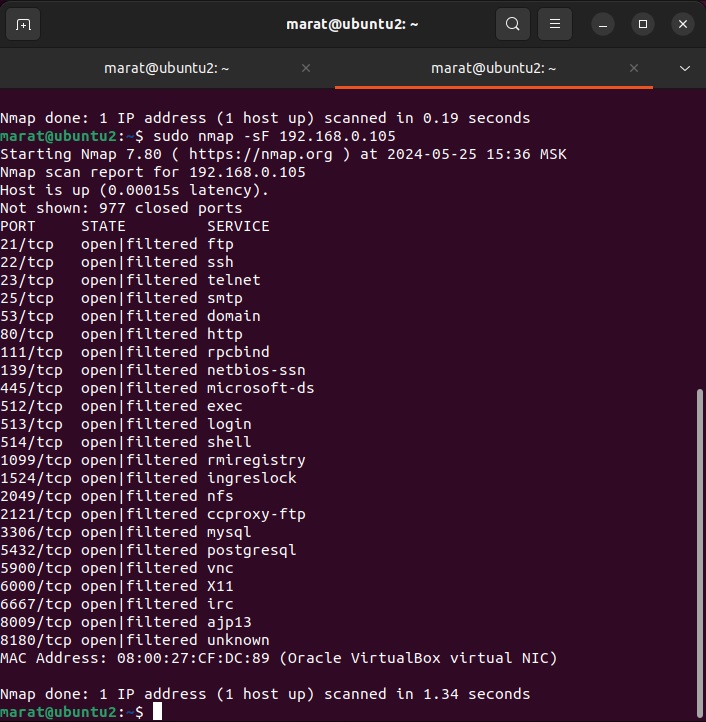 marat@ubuntu2: ~
marat@ubuntu2: ~
marat@ubuntu2: ~
Nmap done: 1 IP address (1 host up) scanned in 0.19 seconds
marat@ubuntu2:~$ sudo nmap -sF 192.168.0.105
Starting Nmap 7.80 ( https://nmap.org ) at 2024-05-25 15:36 MSK
Nmap scan report for 192.168.0.105
Host is up (0.00015s latency).
Not shown: 977 closed ports
PORT     STATE         SERVICE
21/tcp   open|filtered ftp
22/tcp   open|filtered ssh
23/tcp   open|filtered telnet
25/tcp   open|filtered smtp
53/tcp   open|filtered domain
80/tcp   open|filtered http
111/tcp  open|filtered rpcbind
139/tcp  open|filtered netbios-ssn
445/tcp  open|filtered microsoft-ds
512/tcp  open|filtered exec
513/tcp  open|filtered login
514/tcp  open|filtered shell
1099/tcp open|filtered rmiregistry
1524/tcp open|filtered ingreslock
2049/tcp open|filtered nfs
2121/tcp open|filtered ccproxy-ftp
3306/tcp open|filtered mysql
5432/tcp open|filtered postgresql
5900/tcp open|filtered vnc
6000/tcp open|filtered X11
6667/tcp open|filtered irc
8009/tcp open|filtered ajp13
8180/tcp open|filtered unknown
MAC Address: 08:00:27:CF:DC:89 (Oracle VirtualBox virtual NIC)
Nmap done: 1 IP address (1 host up) scanned in 1.34 seconds
marat@ubuntu2:~$